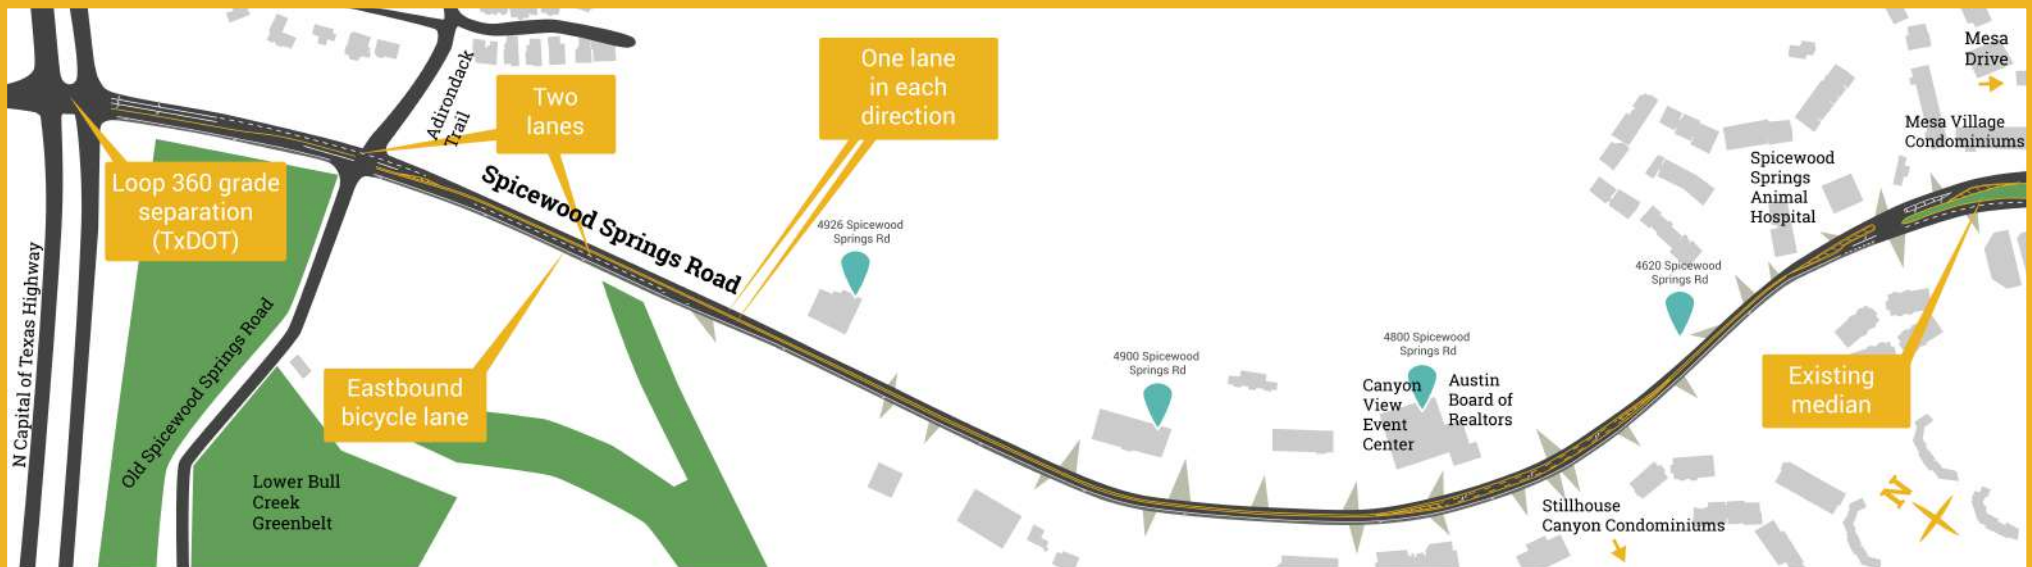 N Capital of Texas Highway
Loop 360 grade
separation
(TxDOT)
Old Spicewood Springs Road
Lower Bull
Creek
Greenbelt
Adirondack
Trail
Two
lanes
Eastbound
bicycle lane
Spicewood Springs Road
One lane
in each
direction
4926 Spicewood
Springs Rd
4900 Spicewood
Springs Rd
4800 Spicewood
Springs Rd
Canyon
View
Event
Center
Austin
Board of
Realtors
4620 Spicewood
Springs Rd
Stillhouse
Canyon Condominiums
Spicewood
Springs
Animal
Hospital
Mesa
Drive
Mesa Village
Condominiums
Existing
median
N